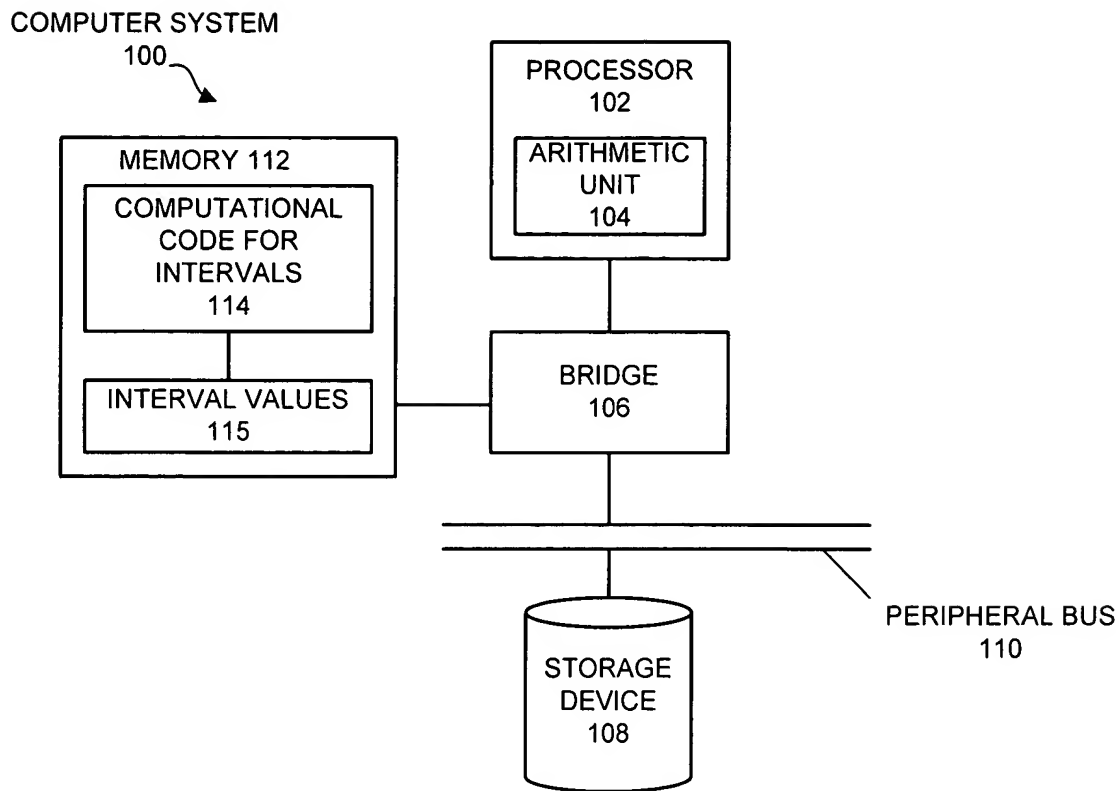 COMPUTER SYSTEM
100
PROCESSOR
102
ARITHMETIC
UNIT
104
MEMORY 112
COMPUTATIONAL
CODE FOR
INTERVALS
114
INTERVAL VALUES
115
BRIDGE
106
PERIPHERAL BUS
110
STORAGE
DEVICE
108